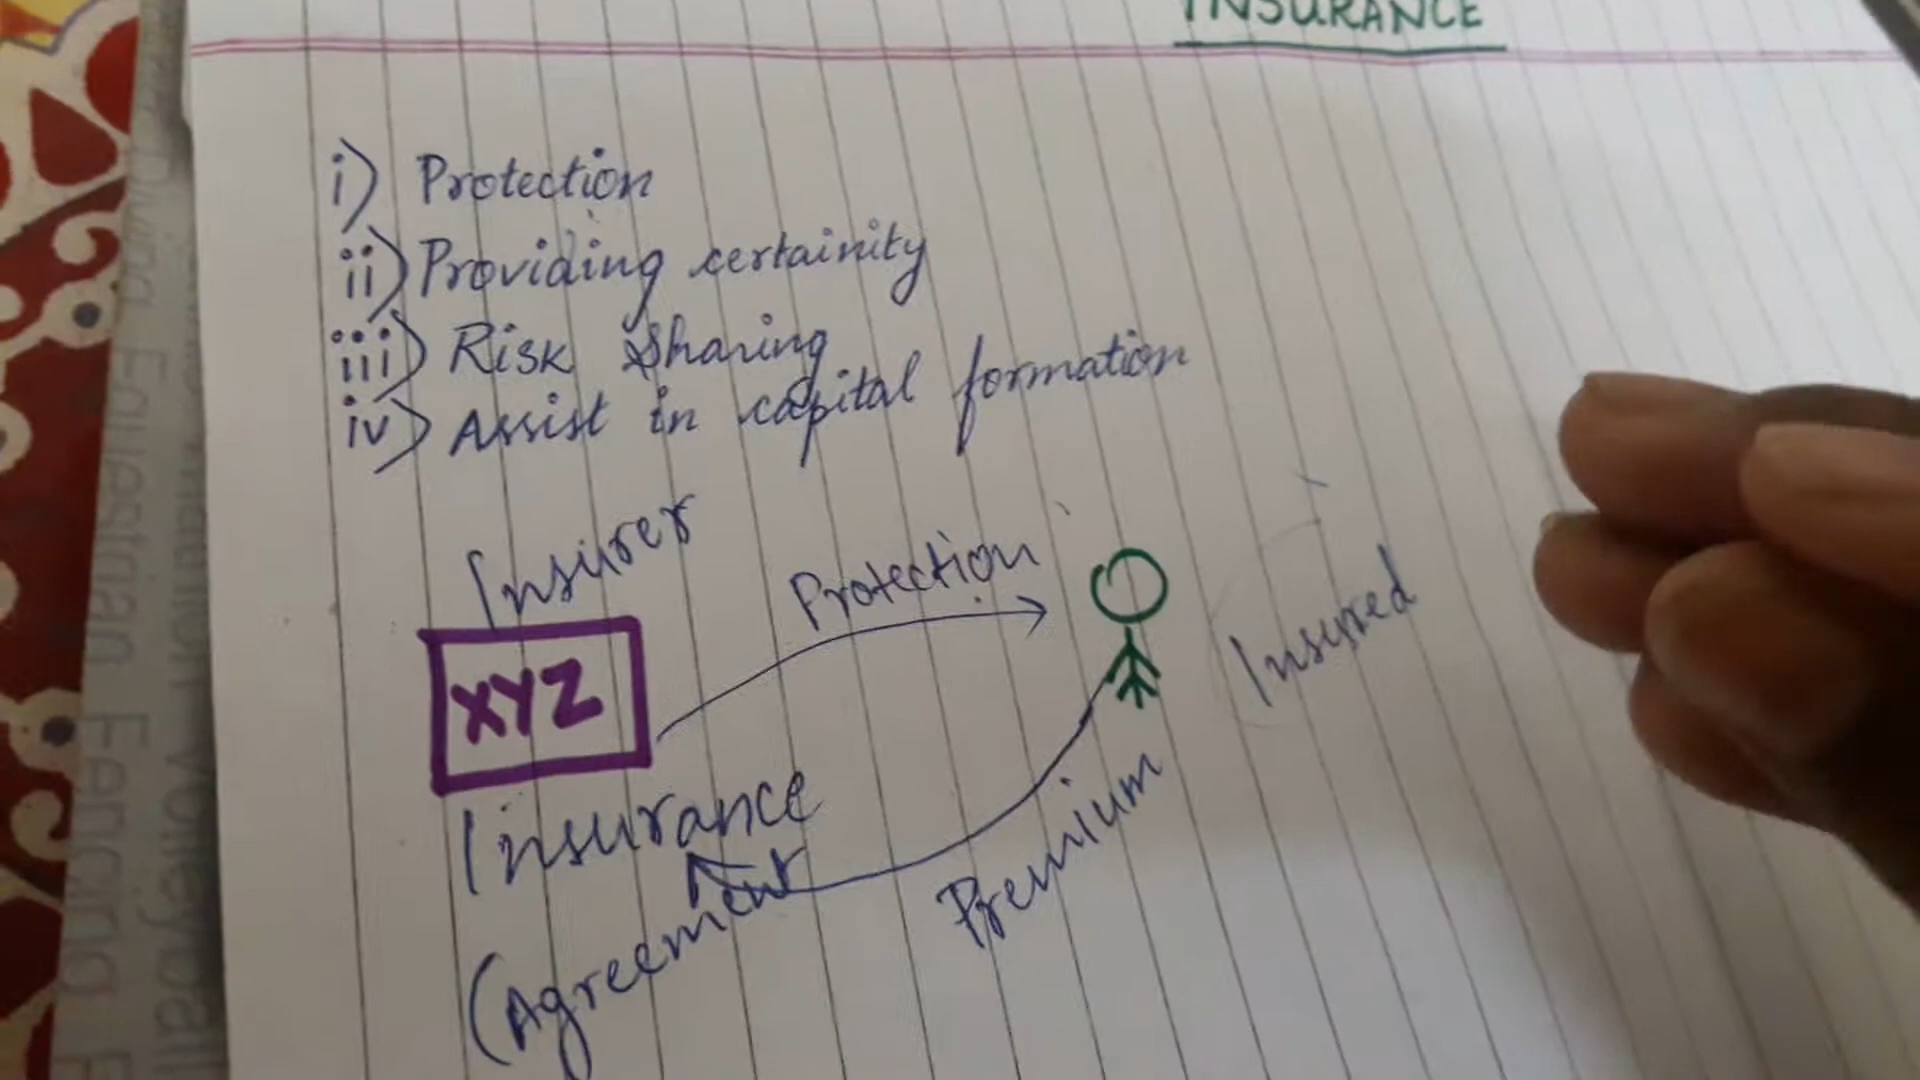 INSURANCE
i) Protection
ii) Providing certainity
iii) Risk Sharing
iv) Assist in capital formation
Insurer
Protection
XYZ
Insured
Insurance
Premium
(Agreement